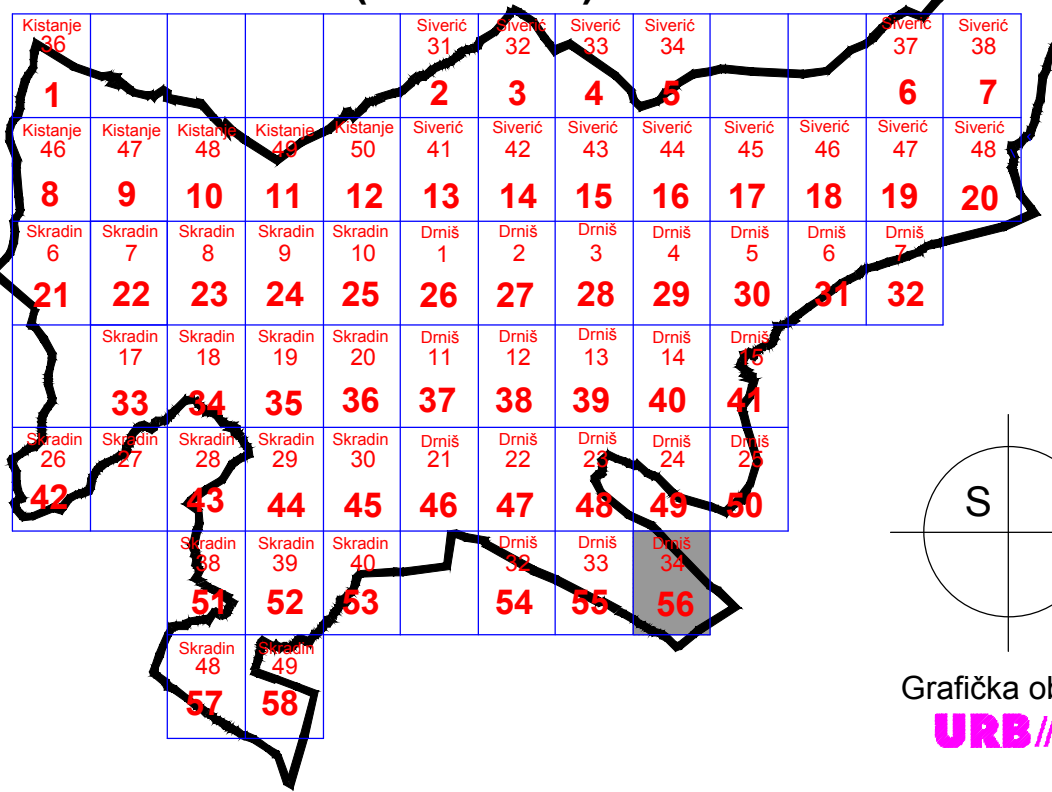 Kistanje Siverić Siverić Siverić Siverić Siverić Siverić
36 31 32 33 34 37 38
1 2 3 4 5 6 7
Kistanje Kistanje Kistanje Kistanje Kistanje Siverić Siverić Siverić Siverić Siverić Siverić Siverić Siverić
46 47 48 49 50 41 42 43 44 45 46 47 48
8 9 10 11 12 13 14 15 16 17 18 19 20
Skradin Skradin Skradin Skradin Skradin Drniš Drniš Drniš Drniš Drniš Drniš Drniš
6 7 8 9 10 1 2 3 4 5 6 7
21 22 23 24 25 26 27 28 29 30 31 32
Skradin Skradin Skradin Skradin Drniš Drniš Drniš Drniš Drniš
17 18 19 20 11 12 13 14 15
33 34 35 36 37 38 39 40 41
Skradin Skradin Skradin Skradin Skradin Drniš Drniš Drniš Drniš Drniš
26 27 28 29 30 21 22 23 24 25
42 43 44 45 46 47 48 49 50
Skradin Skradin Skradin Drniš Drniš Drniš
38 39 40 32 33 34
51 52 53 54 55 56
Skradin Skradin
48 49
57 58
S
Grafička ob
URB//